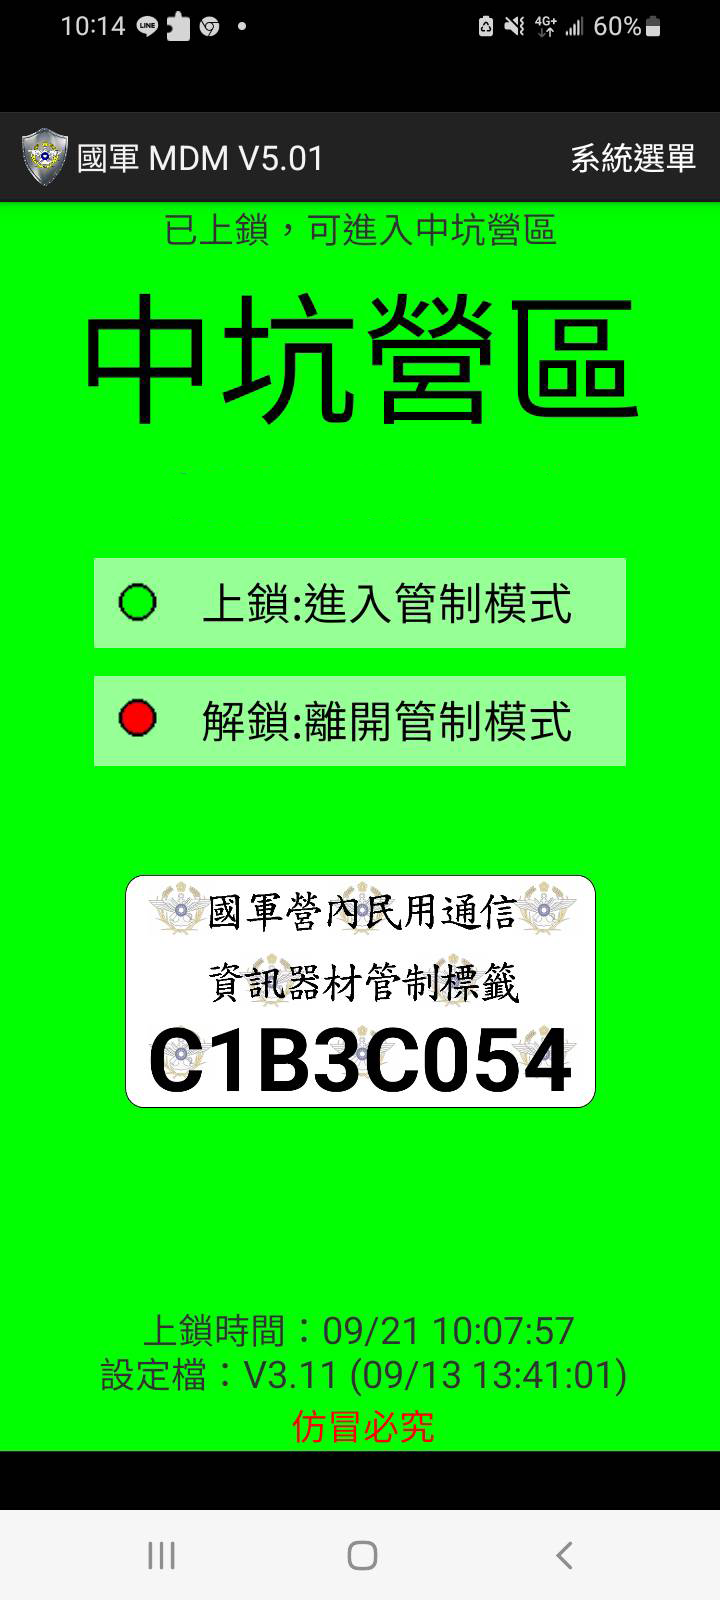 10:14 LINE 4G+ 60%
國軍 MDM V5.01 系統選單
已上鎖，可進入中坑營區
中坑營區
上鎖:進入管制模式
解鎖:離開管制模式
國軍營內民用通信
資訊器材管制標籤
C1B3C054
上鎖時間：09/21 10:07:57
設定檔：V3.11 (09/13 13:41:01)
仿冒必究